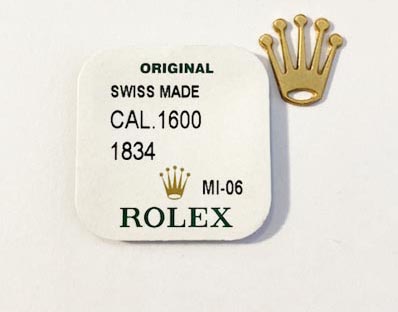 ORIGINAL
SWISS MADE
CAL.1600
1834
MI-06
ROLEX